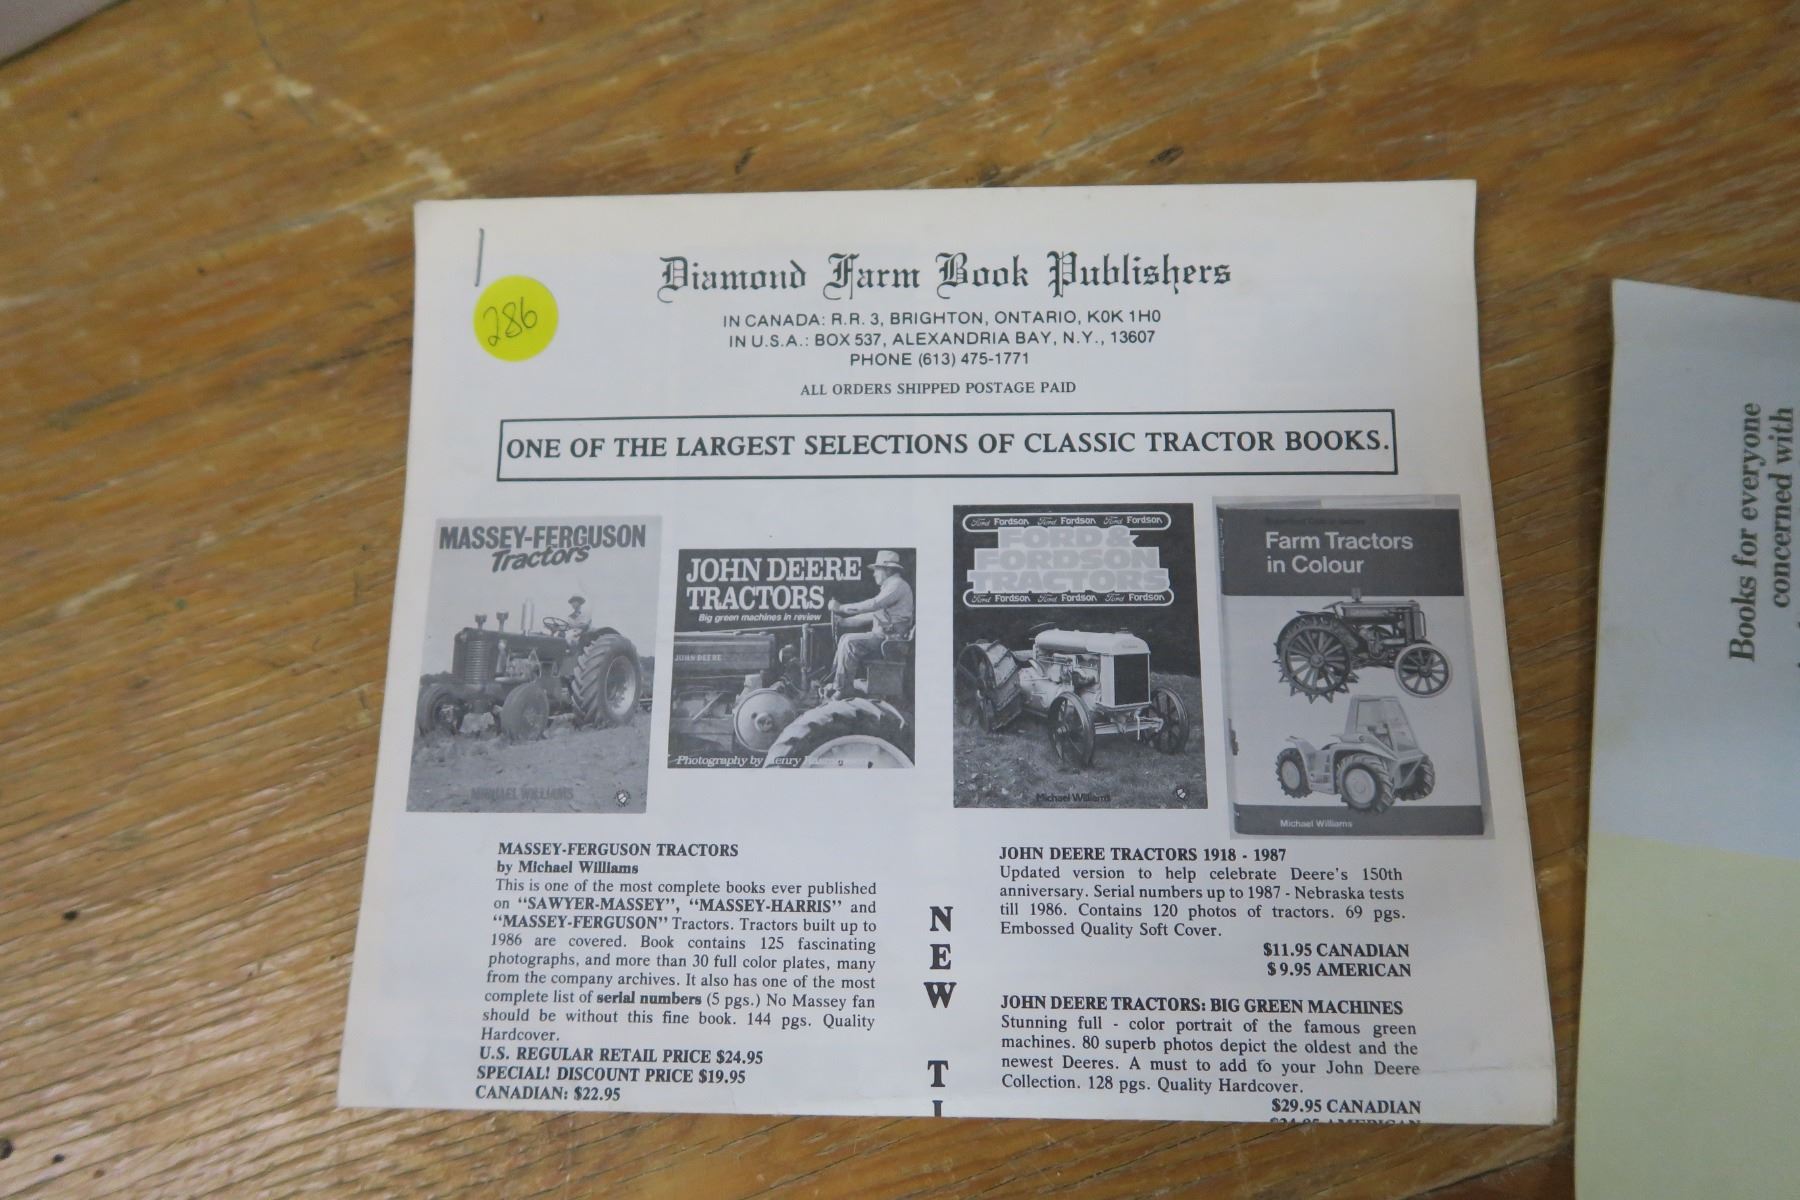 286
Diamond Farm Book Publishers
IN CANADA: R.R. 3, BRIGHTON, ONTARIO, K0K 1H0
IN U.S.A.: BOX 537, ALEXANDRIA BAY, N.Y., 13607
PHONE (613) 475-1771
ALL ORDERS SHIPPED POSTAGE PAID
ONE OF THE LARGEST SELECTIONS OF CLASSIC TRACTOR BOOKS.
MASSEY-FERGUSON
Tractors
MICHAEL WILLIAMS
JOHN DEERE
TRACTORS
Big green machines in review
JOHN DEERE
Photography by Henry
Ford Fordson Ford Fordson Ford Fordson
FORD &
FORDSON
TRACTORS
Ford Fordson Ford Fordson Ford Fordson
Michael Williams
Farm Tractors
in Colour
Michael Williams
MASSEY-FERGUSON TRACTORS
by Michael Williams
This is one of the most complete books ever published
on "SAWYER-MASSEY", "MASSEY-HARRIS" and
"MASSEY-FERGUSON" Tractors. Tractors built up to
1986 are covered. Book contains 125 fascinating
photographs, and more than 30 full color plates, many
from the company archives. It also has one of the most
complete list of serial numbers (5 pgs.) No Massey fan
should be without this fine book. 144 pgs. Quality
Hardcover.
U.S. REGULAR RETAIL PRICE $24.95
SPECIAL! DISCOUNT PRICE $19.95
CANADIAN: $22.95
N
E
W
T
I
JOHN DEERE TRACTORS 1918 - 1987
Updated version to help celebrate Deere's 150th
anniversary. Serial numbers up to 1987 - Nebraska tests
till 1986. Contains 120 photos of tractors. 69 pgs.
Embossed Quality Soft Cover.
$11.95 CANADIAN
$ 9.95 AMERICAN
JOHN DEERE TRACTORS: BIG GREEN MACHINES
Stunning full - color portrait of the famous green
machines. 80 superb photos depict the oldest and the
newest Deeres. A must to add to your John Deere
Collection. 128 pgs. Quality Hardcover.
$29.95 CANADIAN
$24.95 AMERICAN
Books for everyone
concerned with